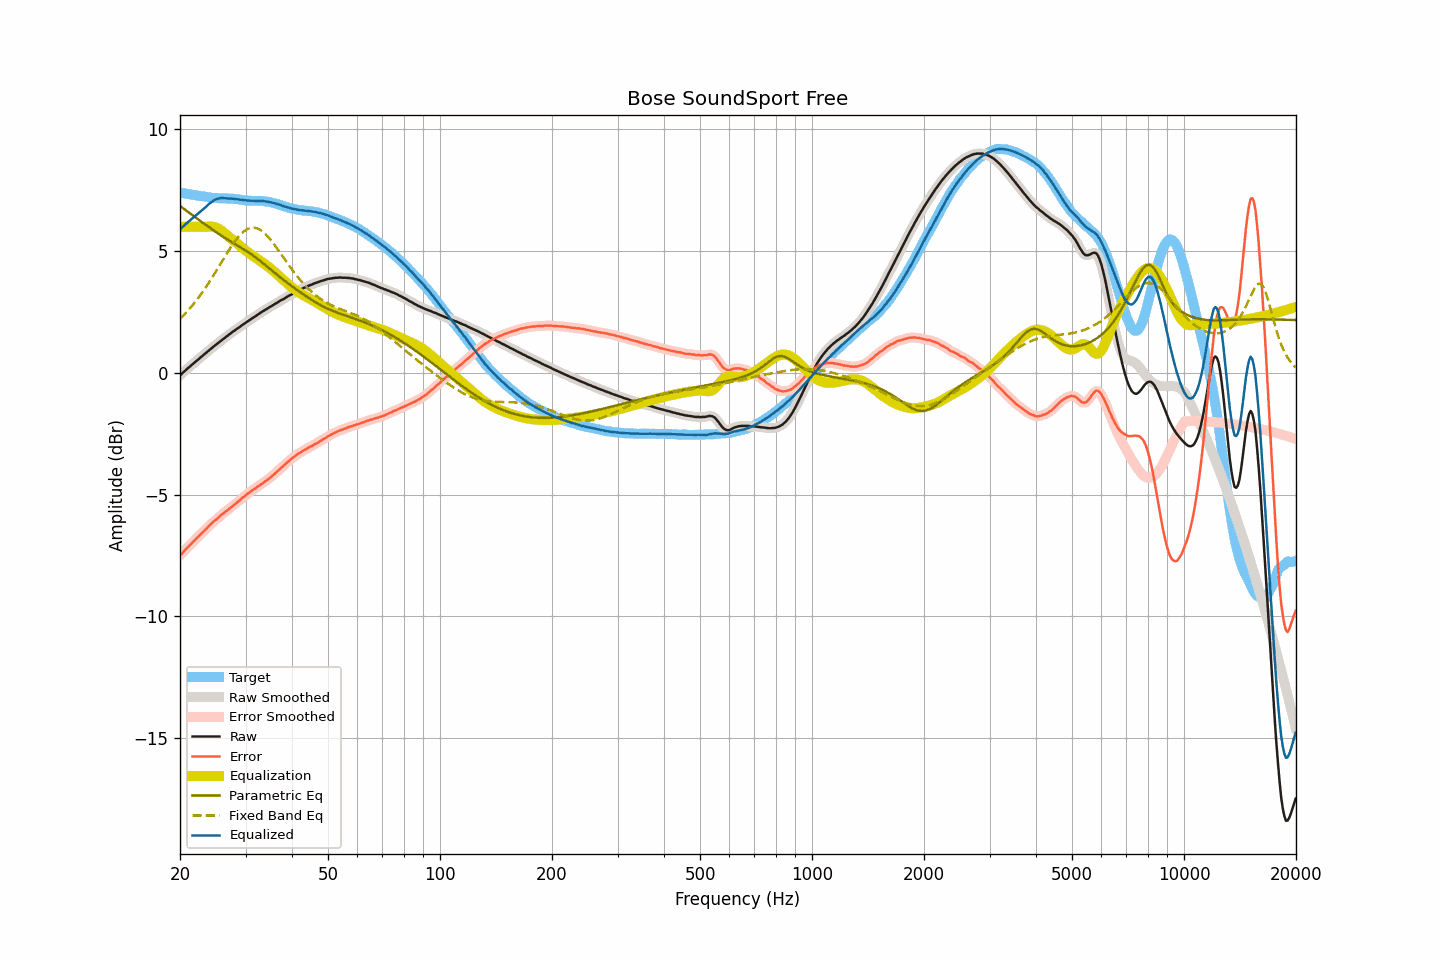 Bose SoundSport Free
10
5
0
−5
−10
−15
Amplitude (dBr)
Target
Raw Smoothed
Error Smoothed
Raw
Error
Equalization
Parametric Eq
Fixed Band Eq
Equalized
20 50 100 200 500 1000 2000 5000 10000 20000
Frequency (Hz)